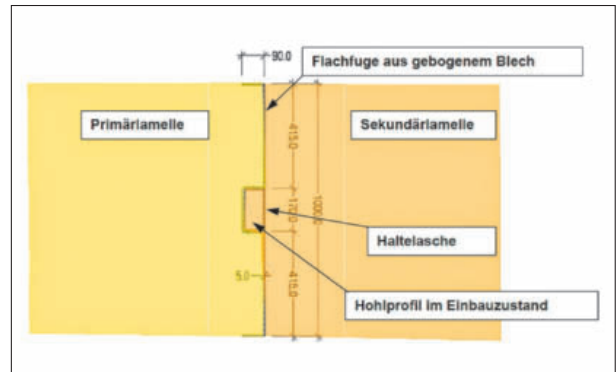 90.0
Flachfuge aus gebogenem Blech
Primärlamelle
Sekundärlamelle
415.0
170.0
1000.0
Haltelasche
5.0
415.0
Hohlprofil im Einbauzustand